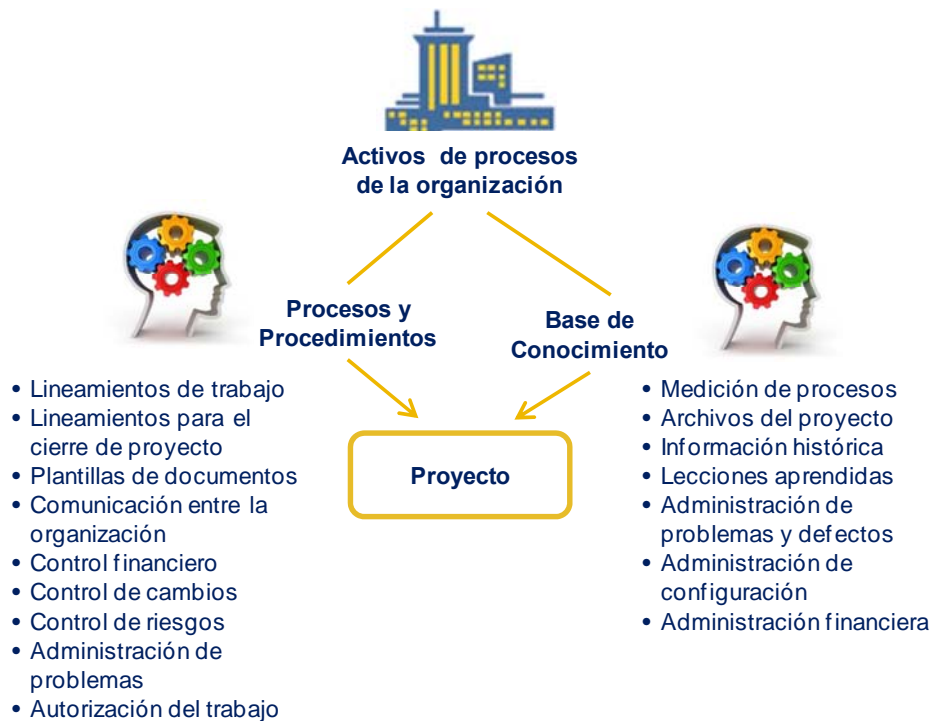 Activos de procesos
de la organización
Procesos y
Procedimientos
Base de
Conocimiento
• Lineamientos de trabajo
• Lineamientos para el
cierre de proyecto
• Plantillas de documentos
• Comunicación entre la
organización
• Control financiero
• Control de cambios
• Control de riesgos
• Administración de
problemas
• Autorización del trabajo
Proyecto
• Medición de procesos
• Archivos del proyecto
• Información histórica
• Lecciones aprendidas
• Administración de
problemas y defectos
• Administración de
configuración
• Administración financiera